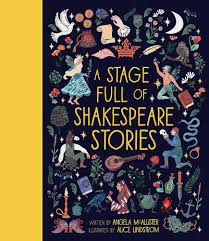 A STAGE
FULL OF
SHAKESPEARE
STORIES
WRITTEN BY ANGELA McALLISTER
ILLUSTRATED BY ALICE LINDSTROM